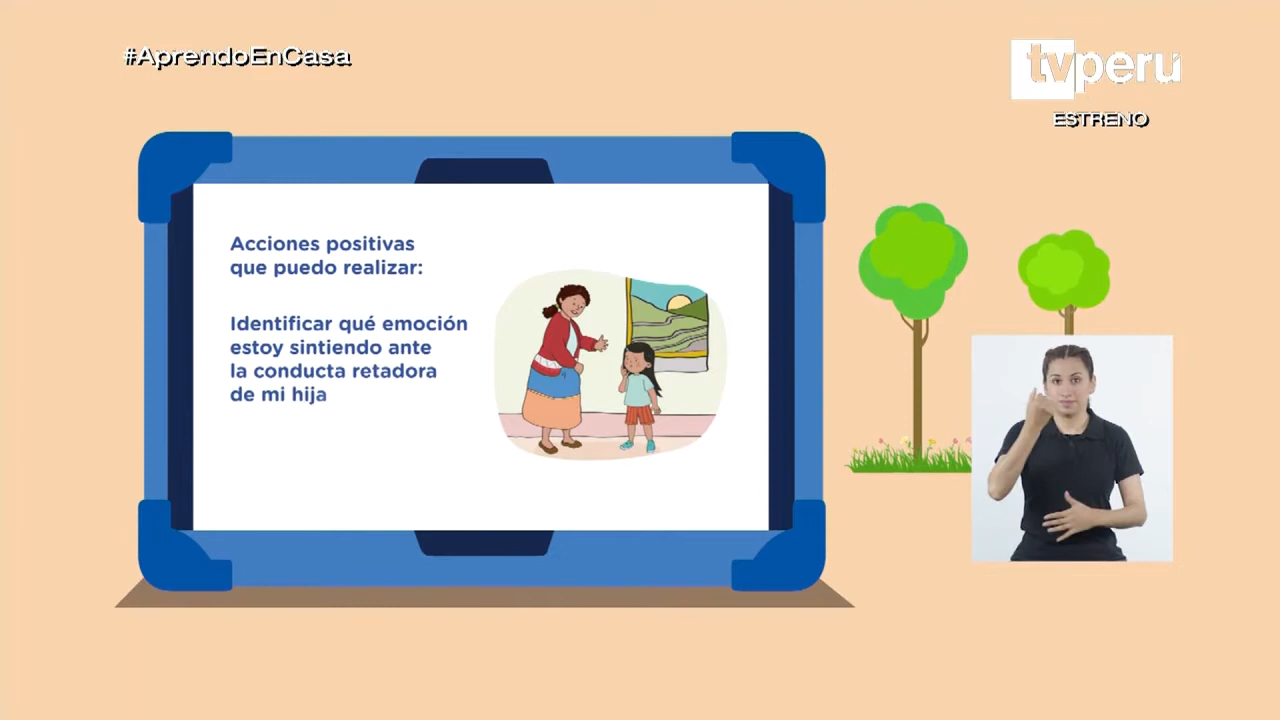 #AprendoEnCasa
tvperu
ESTRENO
Acciones positivas
que puedo realizar:
Identificar qué emoción
estoy sintiendo ante
la conducta retadora
de mi hija